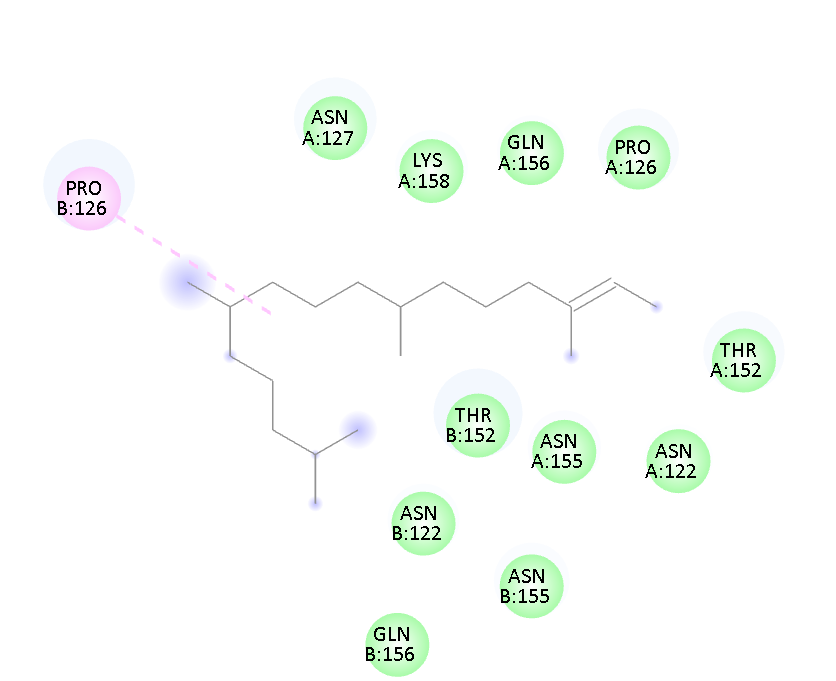 ASN
A:127
LYS
A:158
GLN
A:156
PRO
A:126
PRO
B:126
THR
A:152
THR
B:152
ASN
A:155
ASN
A:122
ASN
B:122
ASN
B:155
GLN
B:156